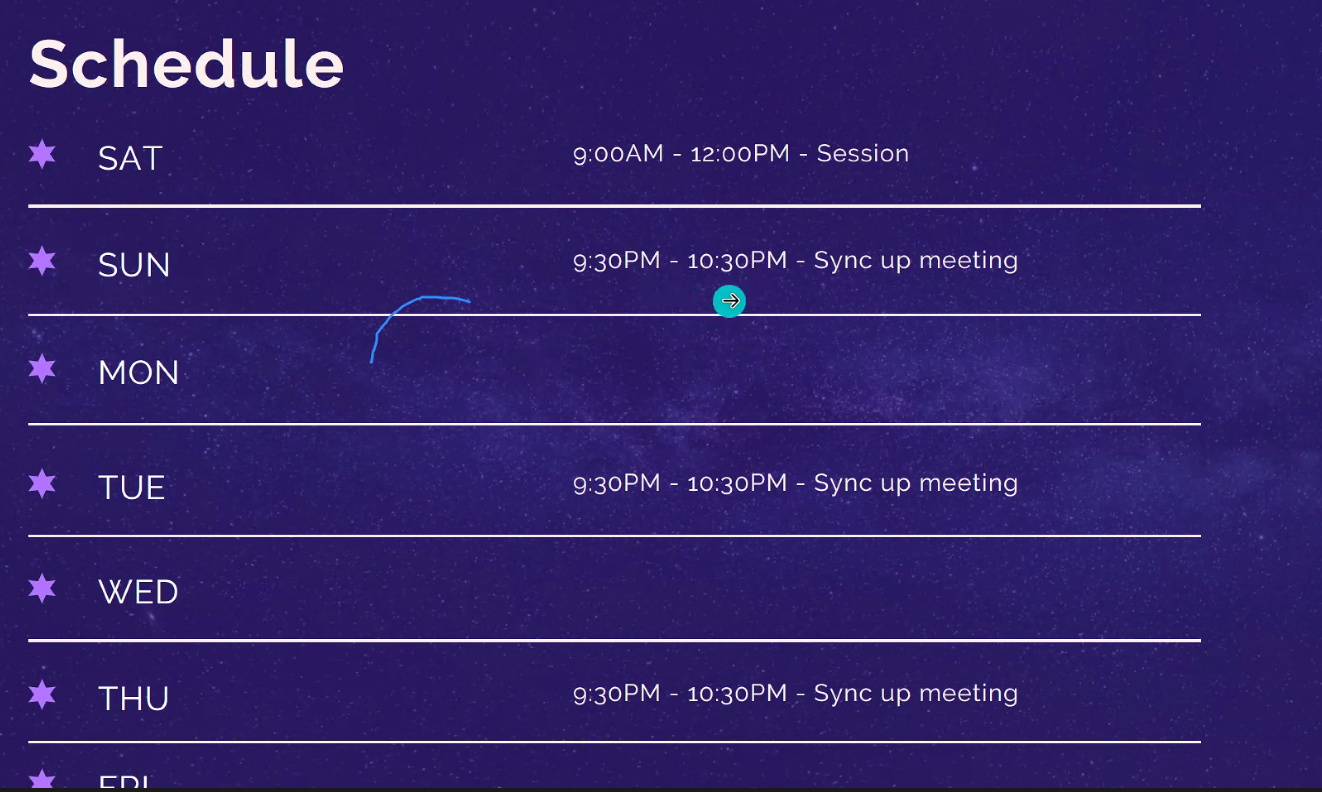 Schedule
SAT 9:00AM - 12:00PM - Session
SUN 9:30PM - 10:30PM - Sync up meeting
MON
TUE 9:30PM - 10:30PM - Sync up meeting
WED
THU 9:30PM - 10:30PM - Sync up meeting
FRI